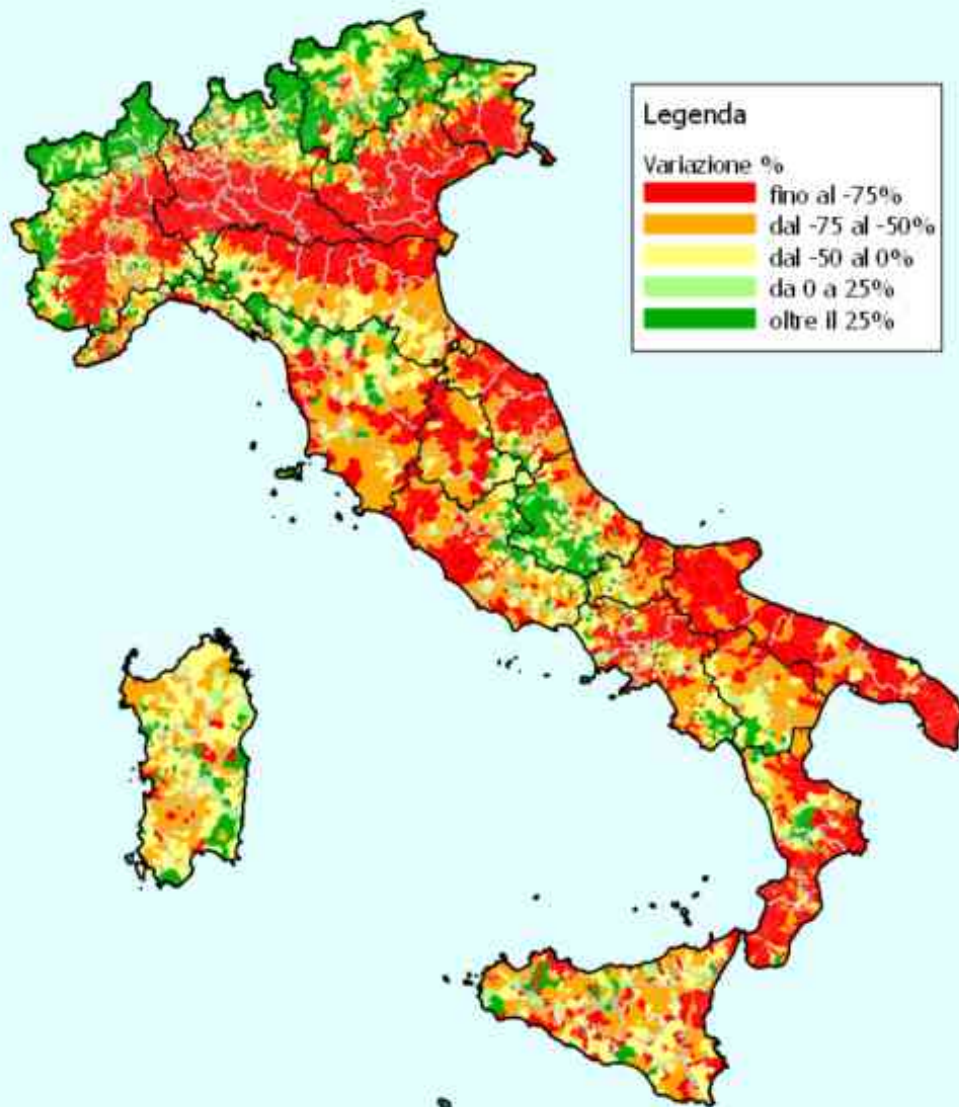 Legenda
Variazione %
fino al -75%
dal -75 al -50%
dal -50 al 0%
da 0 a 25%
oltre il 25%